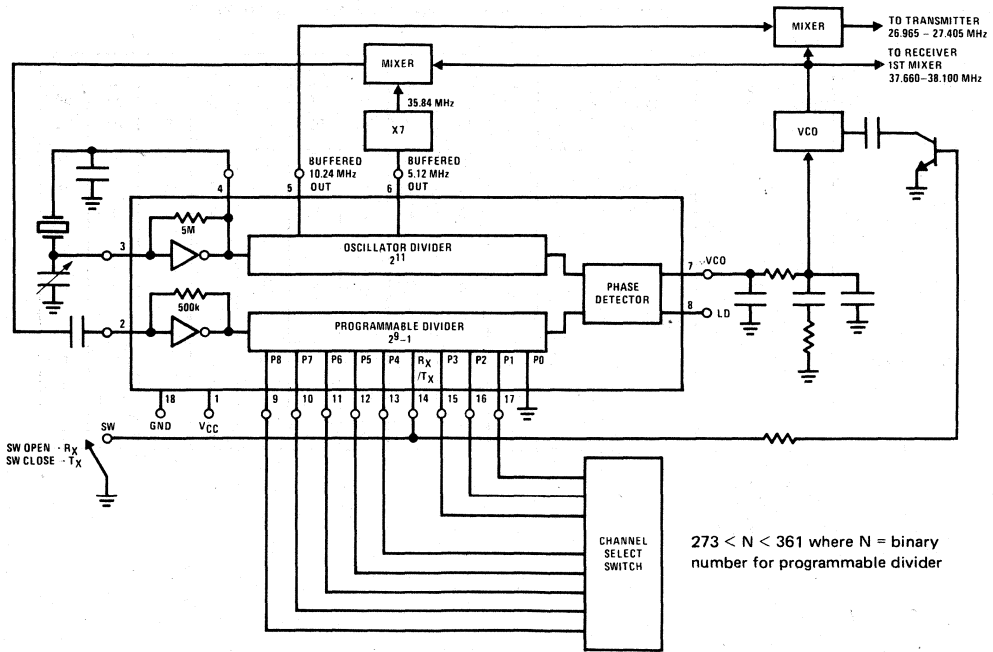 MIXER
TO TRANSMITTER
26.965 – 27.405 MHz
MIXER
TO RECEIVER
1ST MIXER
37.660–38.100 MHz
35.84 MHz
X7
VCO
BUFFERED
10.24 MHz
OUT
BUFFERED
5.12 MHz
OUT
4
5
6
5M
3
OSCILLATOR DIVIDER
2¹¹
PHASE
DETECTOR
7
VCO
8
LD
500k
2
PROGRAMMABLE DIVIDER
2⁹–1
P8
P7
P6
P5
P4
RX
/TX
P3
P2
P1
P0
18
1
9
10
11
12
13
14
15
16
17
GND
VCC
SW
SW OPEN - RX
SW CLOSE - TX
CHANNEL
SELECT
SWITCH
273 < N < 361 where N = binary
number for programmable divider